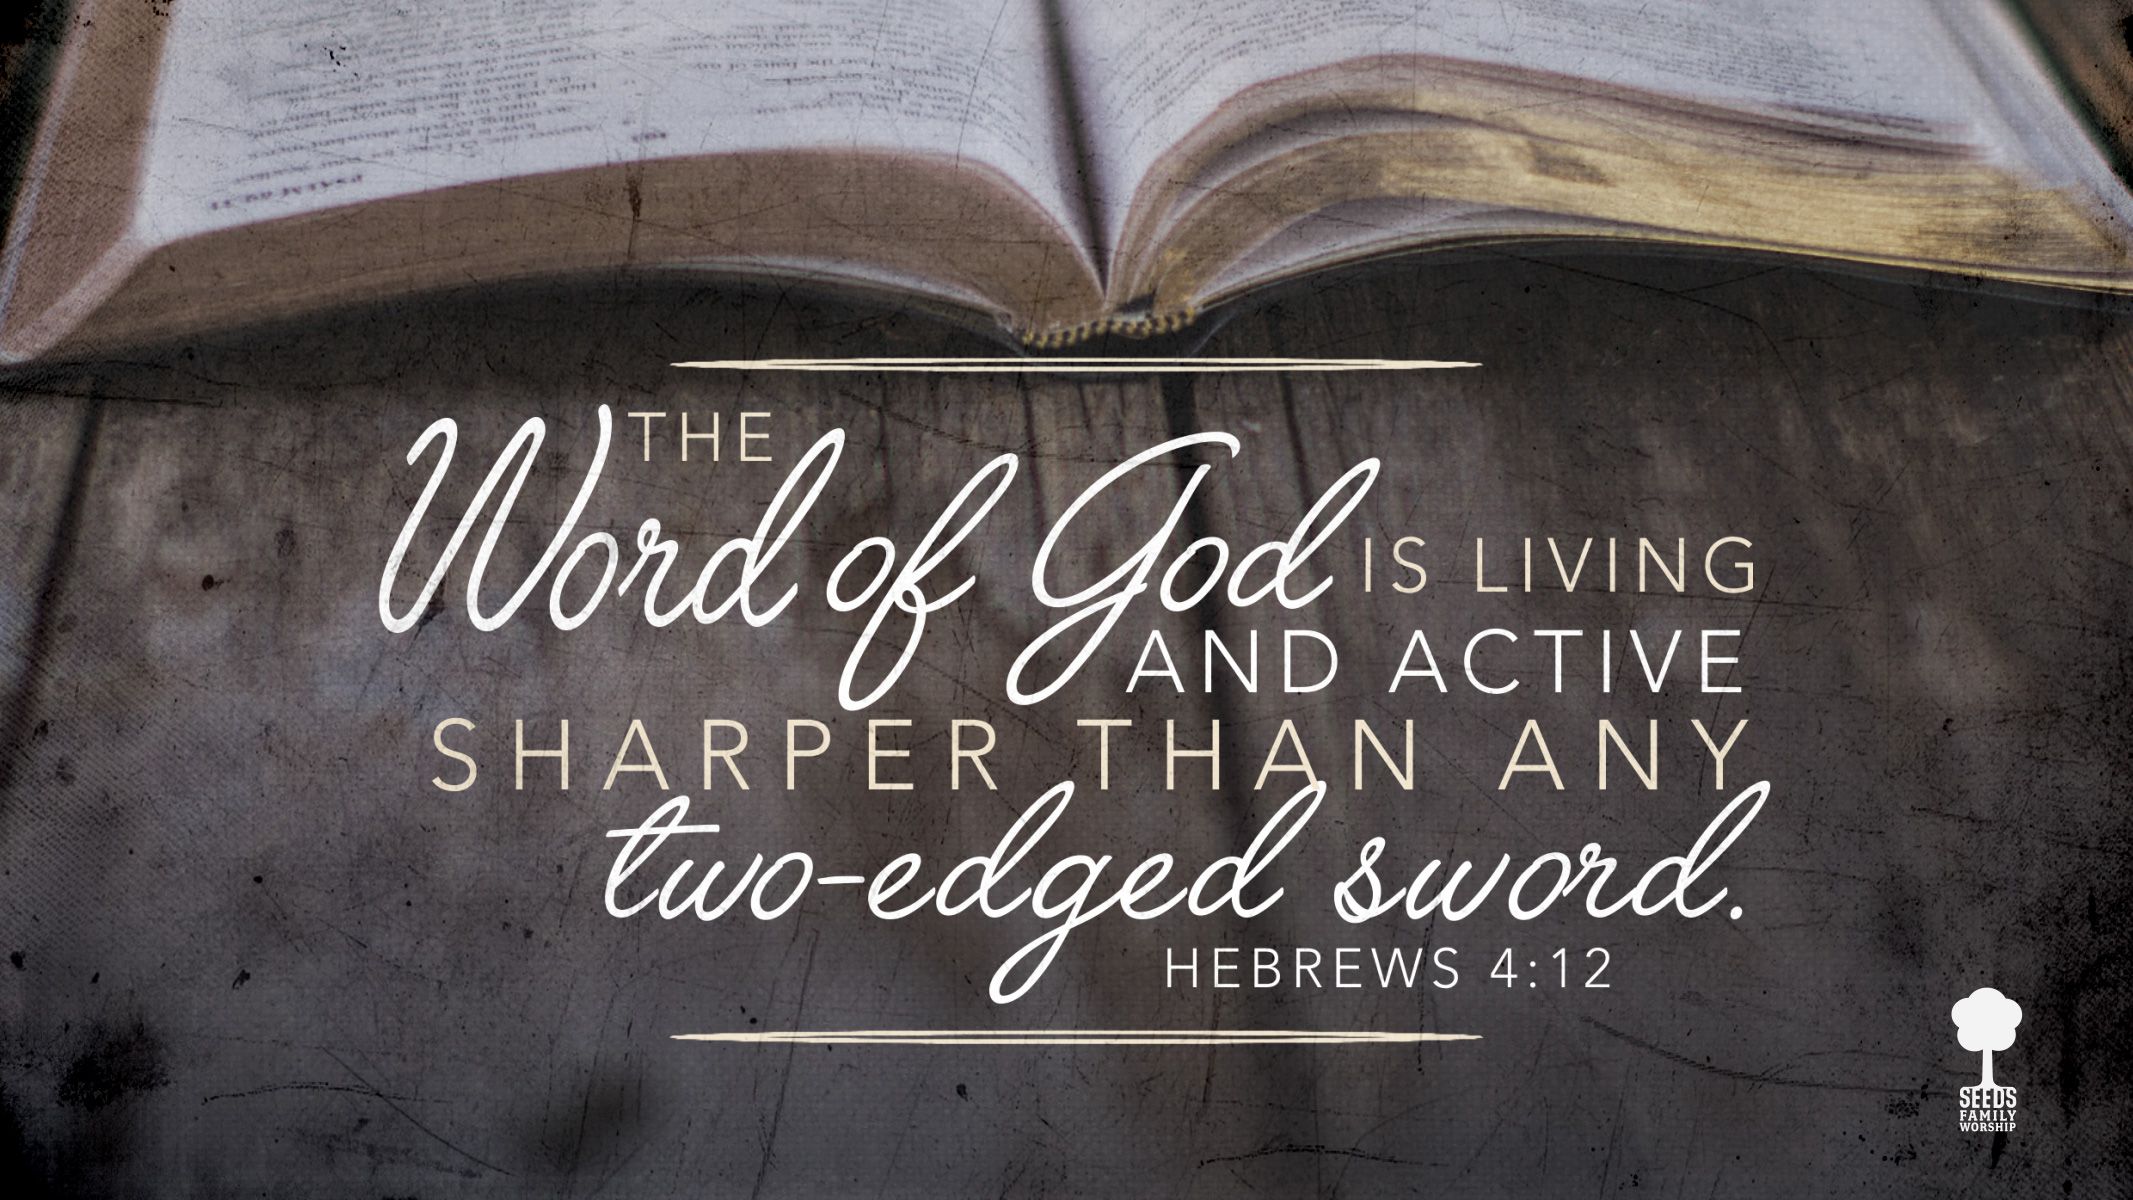 THE
Word of God IS LIVING
AND ACTIVE
SHARPER THAN ANY
two-edged sword.
HEBREWS 4:12
SEEDS
FAMILY
WORSHIP